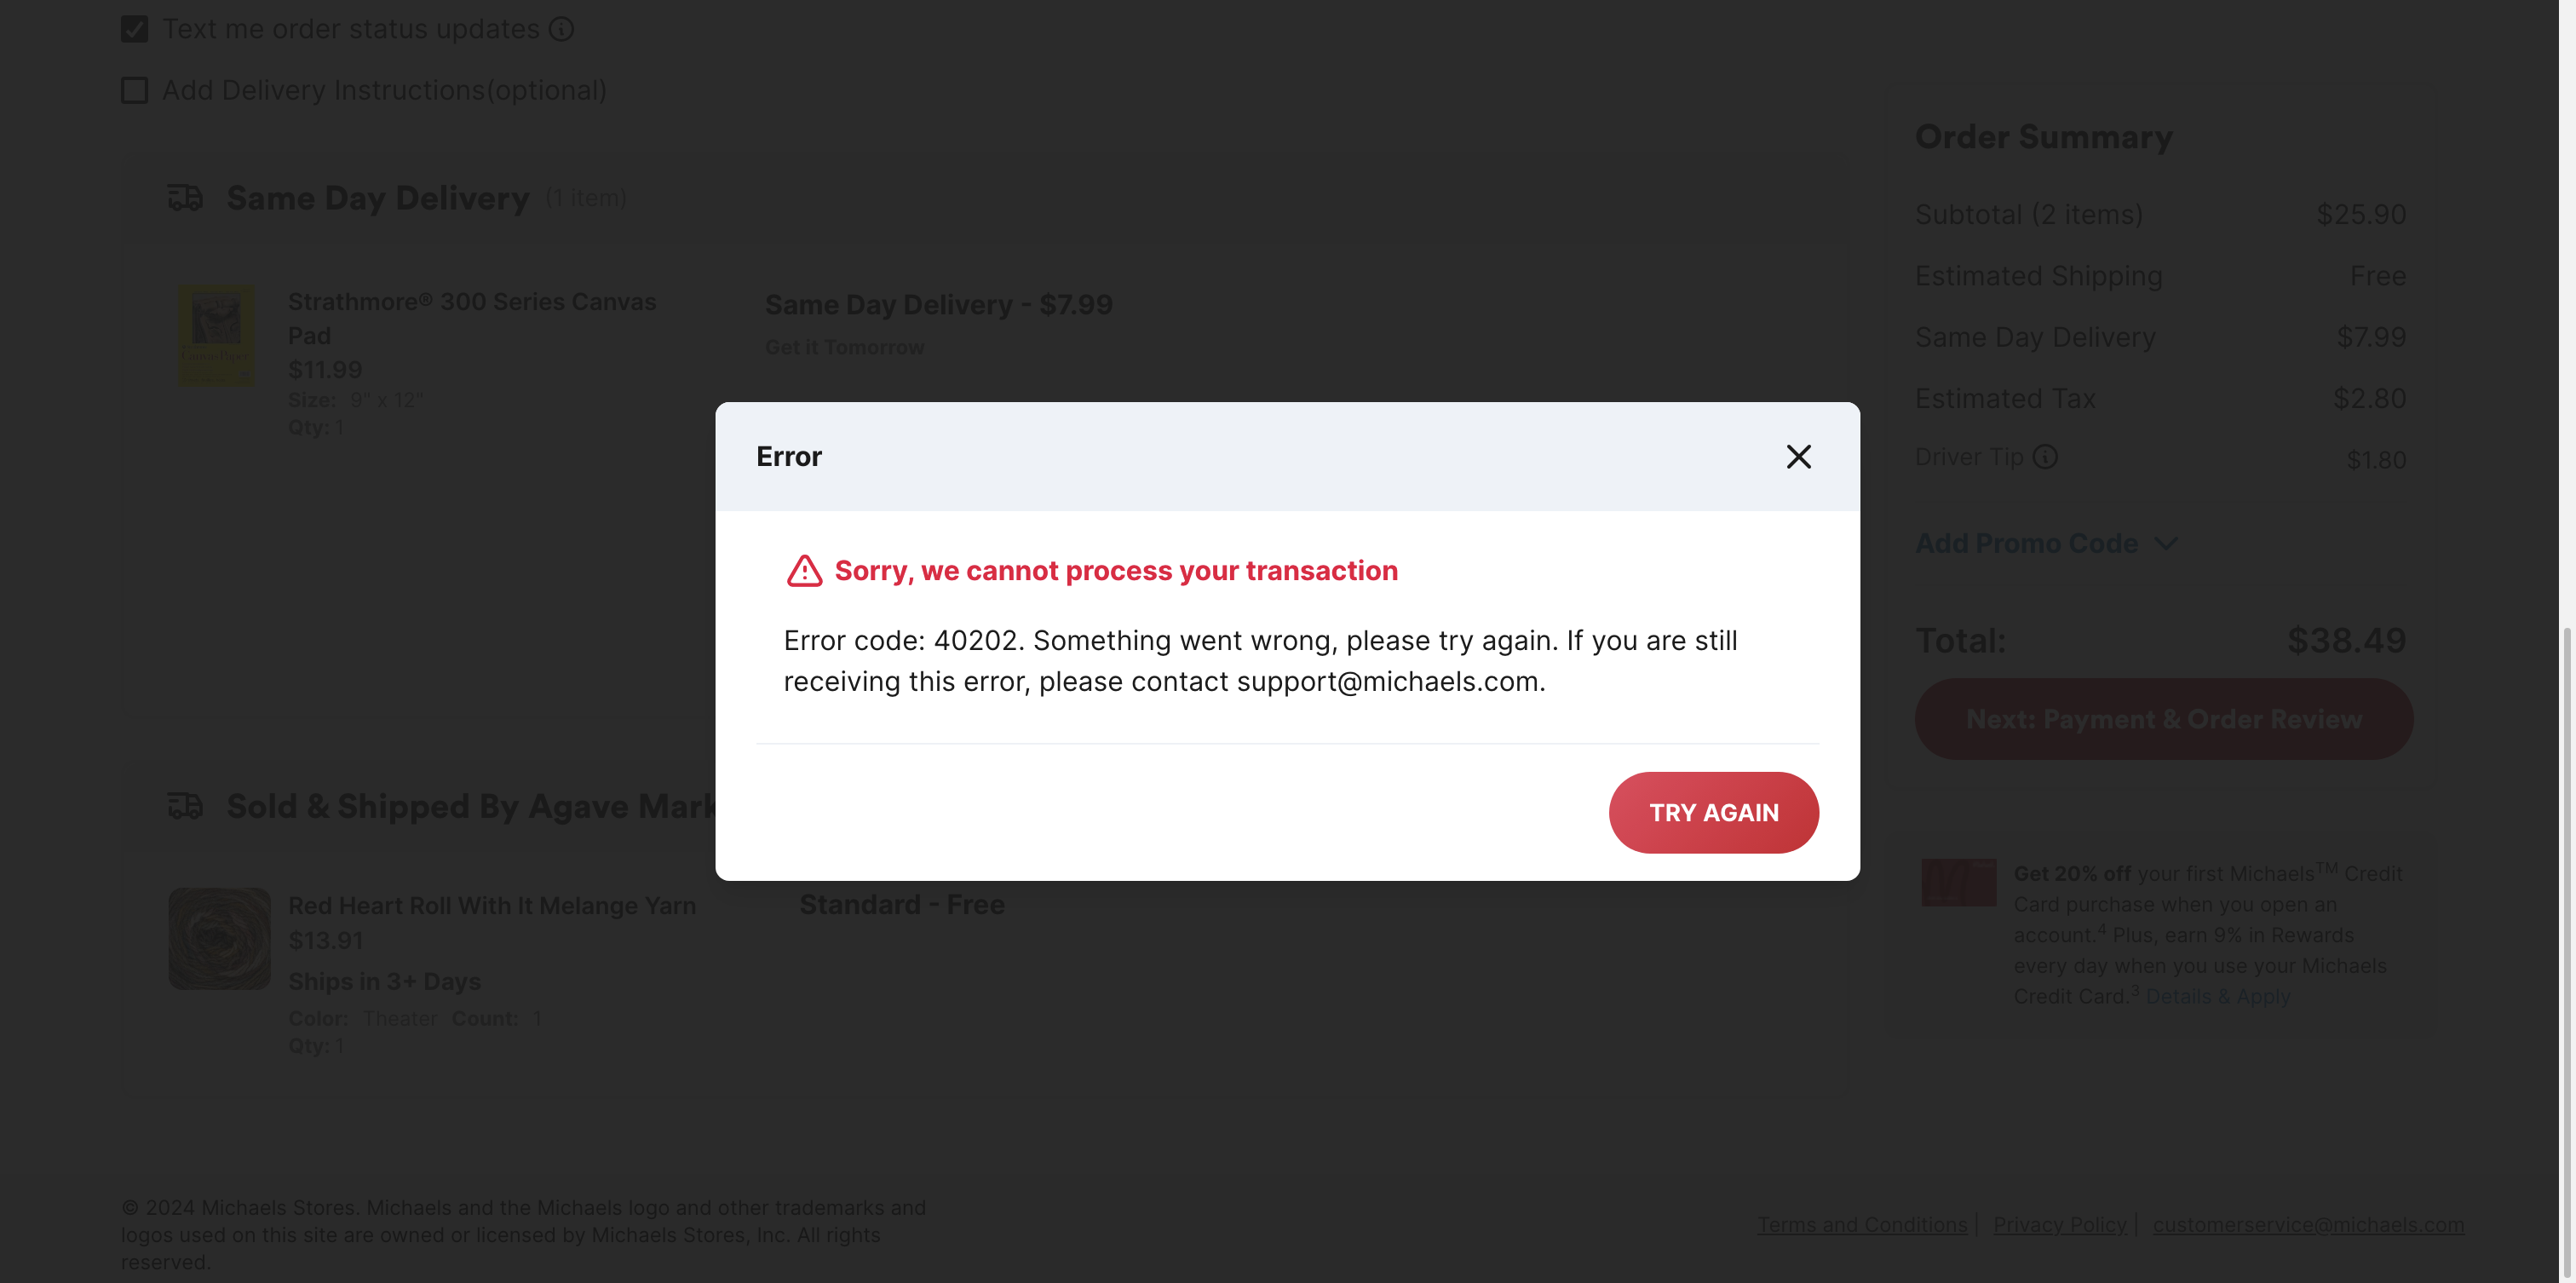 Text me order status updates
Add Delivery Instructions(optional)
Same Day Delivery (1 item)
Strathmore® 300 Series Canvas
Pad
$11.99
Size: 9" x 12"
Qty: 1
Same Day Delivery - $7.99
Get it Tomorrow
Error
Sorry, we cannot process your transaction
Error code: 40202. Something went wrong, please try again. If you are still
receiving this error, please contact support@michaels.com.
TRY AGAIN
Sold & Shipped By Agave Mark
Red Heart Roll With It Melange Yarn
$13.91
Ships in 3+ Days
Color: Theater Count: 1
Qty: 1
Standard - Free
Order Summary
Subtotal (2 items) $25.90
Estimated Shipping Free
Same Day Delivery $7.99
Estimated Tax $2.80
Driver Tip $1.80
Add Promo Code
Total: $38.49
Next: Payment & Order Review
Get 20% off your first Michaels™ Credit
Card purchase when you open an
account.⁴ Plus, earn 9% in Rewards
every day when you use your Michaels
Credit Card.³ Details & Apply
© 2024 Michaels Stores. Michaels and the Michaels logo and other trademarks and
logos used on this site are owned or licensed by Michaels Stores, Inc. All rights
reserved.
Terms and Conditions | Privacy Policy | customerservice@michaels.com